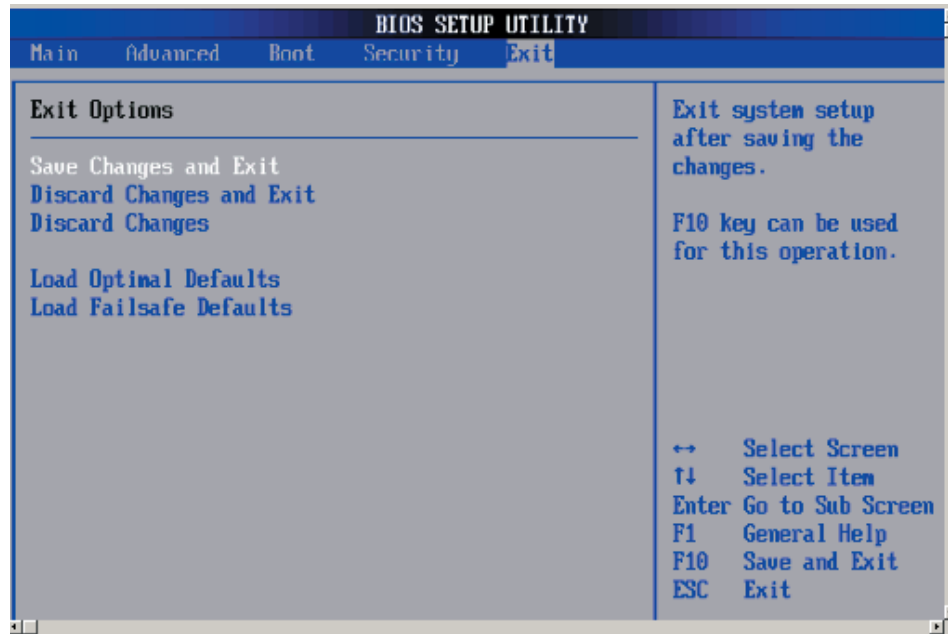 BIOS SETUP UTILITY
Main Advanced Boot Security Exit
Exit Options
Save Changes and Exit
Discard Changes and Exit
Discard Changes
Load Optimal Defaults
Load Failsafe Defaults
Exit system setup
after saving the
changes.
F10 key can be used
for this operation.
↔ Select Screen
↑↓ Select Item
Enter Go to Sub Screen
F1 General Help
F10 Save and Exit
ESC Exit